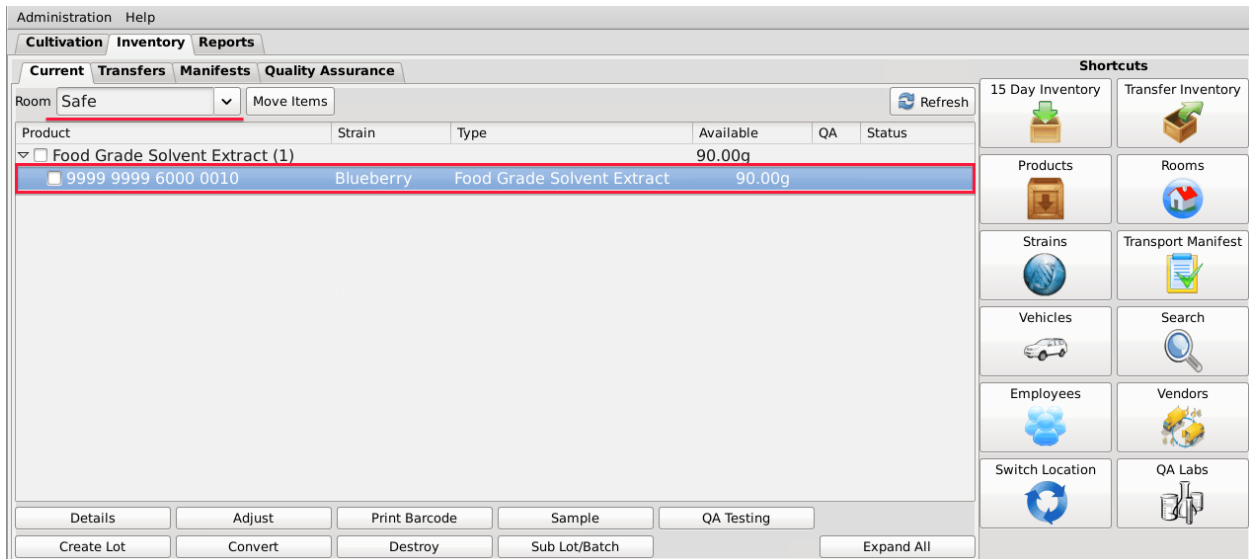 Administration Help
Cultivation Inventory Reports
Current Transfers Manifests Quality Assurance
Room Safe Move Items Refresh
Product Strain Type Available QA Status
Food Grade Solvent Extract (1) 90.00g
9999 9999 6000 0010 Blueberry Food Grade Solvent Extract 90.00g
Details Adjust Print Barcode Sample QA Testing
Create Lot Convert Destroy Sub Lot/Batch Expand All
Shortcuts
15 Day Inventory Transfer Inventory
Products Rooms
Strains Transport Manifest
Vehicles Search
Employees Vendors
Switch Location QA Labs